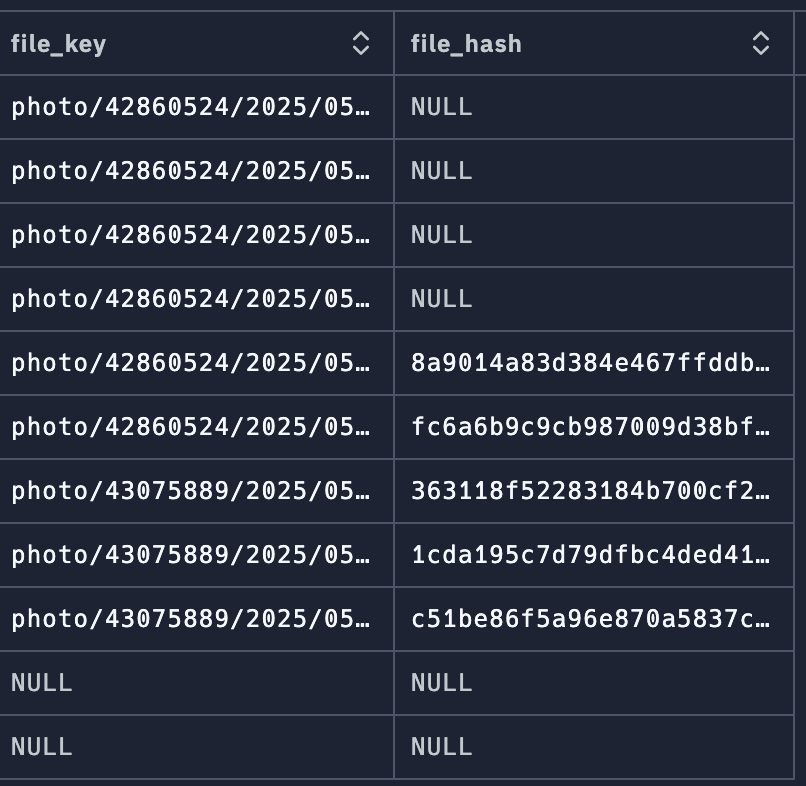 file_key file_hash
photo/42860524/2025/05… NULL
photo/42860524/2025/05… NULL
photo/42860524/2025/05… NULL
photo/42860524/2025/05… NULL
photo/42860524/2025/05… 8a9014a83d384e467ffddb…
photo/42860524/2025/05… fc6a6b9c9cb987009d38bf…
photo/43075889/2025/05… 363118f52283184b700cf2…
photo/43075889/2025/05… 1cda195c7d79dfbc4ded41…
photo/43075889/2025/05… c51be86f5a96e870a5837c…
NULL NULL
NULL NULL